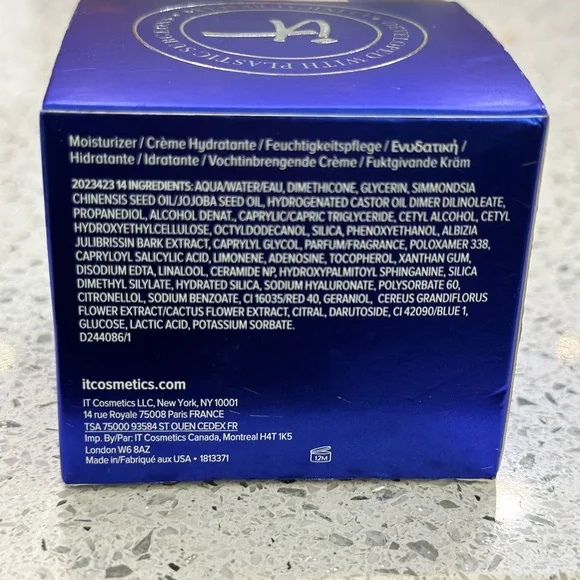 DEVELOPED WITH PLASTIC SURGEONS
iT
Moisturizer / Crème Hydratante / Feuchtigkeitspflege / Ενυδατική /
Hidratante / Idratante / Vochtinbrengende Crème / Fuktgivande Kräm
2023423 14 INGREDIENTS: AQUA/WATER/EAU, DIMETHICONE, GLYCERIN, SIMMONDSIA
CHINENSIS SEED OIL/JOJOBA SEED OIL, HYDROGENATED CASTOR OIL DIMER DILINOLEATE,
PROPANEDIOL, ALCOHOL DENAT., CAPRYLIC/CAPRIC TRIGLYCERIDE, CETYL ALCOHOL, CETYL
HYDROXYETHYLCELLULOSE, OCTYLDODECANOL, SILICA, PHENOXYETHANOL, ALBIZIA
JULIBRISSIN BARK EXTRACT, CAPRYLYL GLYCOL, PARFUM/FRAGRANCE, POLOXAMER 338,
CAPRYLOYL SALICYLIC ACID, LIMONENE, ADENOSINE, TOCOPHEROL, XANTHAN GUM,
DISODIUM EDTA, LINALOOL, CERAMIDE NP, HYDROXYPALMITOYL SPHINGANINE, SILICA
DIMETHYL SILYLATE, HYDRATED SILICA, SODIUM HYALURONATE, POLYSORBATE 60,
CITRONELLOL, SODIUM BENZOATE, CI 16035/RED 40, GERANIOL, CEREUS GRANDIFLORUS
FLOWER EXTRACT/CACTUS FLOWER EXTRACT, CITRAL, DARUTOSIDE, CI 42090/BLUE 1,
GLUCOSE, LACTIC ACID, POTASSIUM SORBATE.
D244086/1
itcosmetics.com
IT Cosmetics LLC, New York, NY 10001
14 rue Royale 75008 Paris FRANCE
TSA 75000 93584 ST OUEN CEDEX FR
Imp. By/Par: IT Cosmetics Canada, Montreal H4T 1K5
London W6 8AZ
Made in/Fabriqué aux USA • 1813371
12M